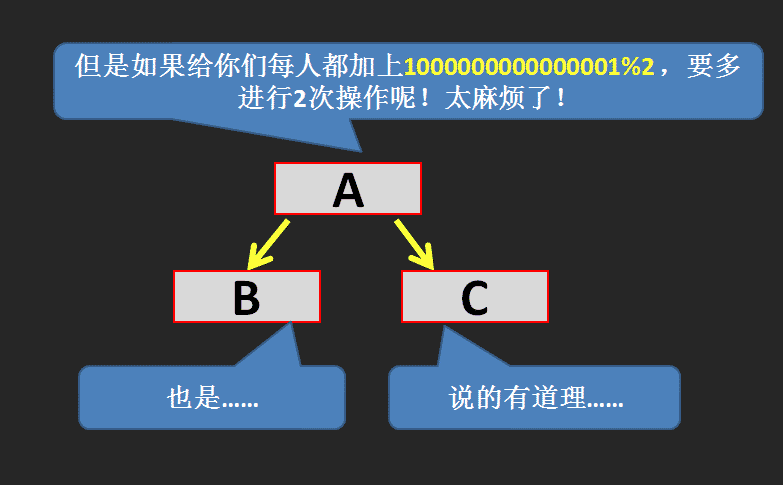 但是如果给你们每人都加上1000000000000001%2，要多
进行2次操作呢！太麻烦了！
A
B
C
也是……
说的有道理……